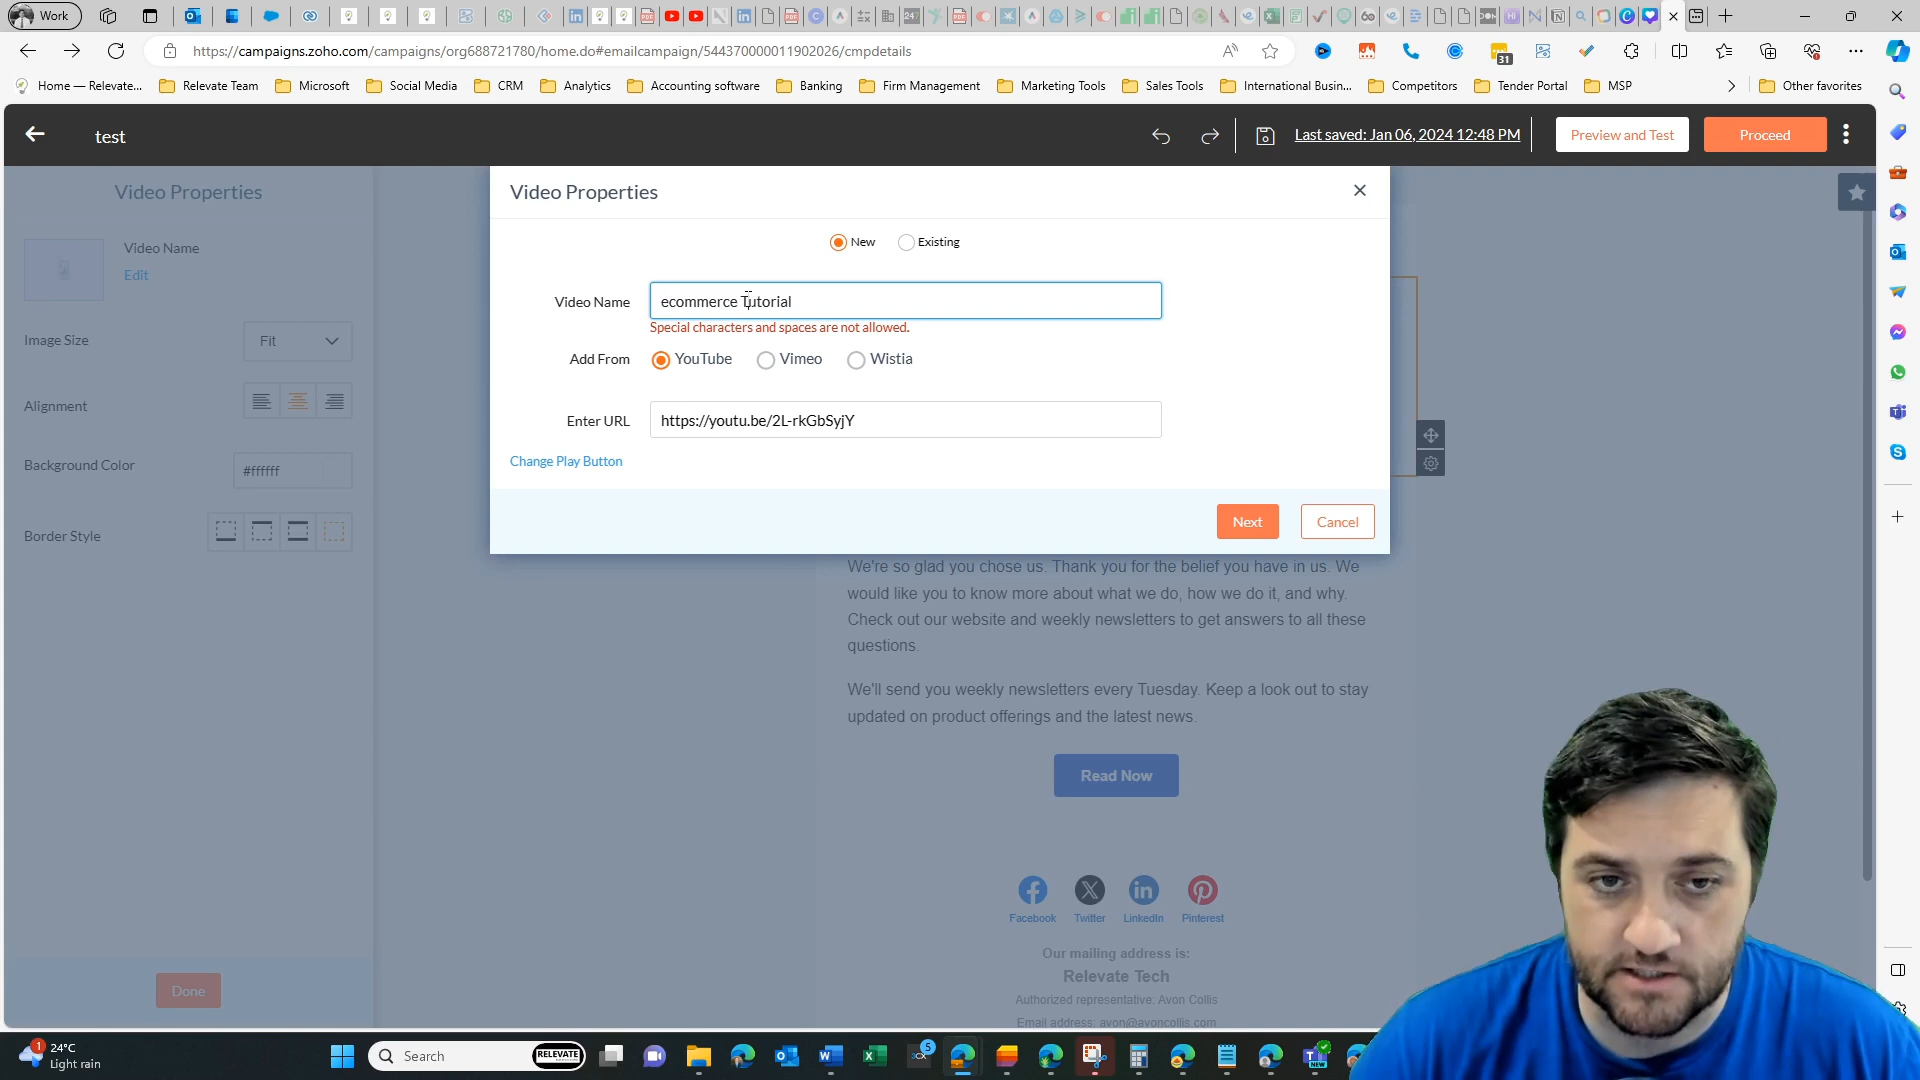 Work
https://campaigns.zoho.com/campaigns/org688721780/home.do#emailcampaign/544370000011902026/cmpdetails
31
Home — Relevate...
Relevate Team
Microsoft
Social Media
CRM
Analytics
Accounting software
Banking
Firm Management
Marketing Tools
Sales Tools
International Busin...
Competitors
Tender Portal
MSP
Other favorites
test
Last saved: Jan 06, 2024 12:48 PM
Preview and Test
Proceed
Video Properties
Video Name
Edit
Image Size
Fit
Alignment
Background Color
#ffffff
Border Style
Done
Video Properties
New
Existing
Video Name
ecommerce Tutorial
Special characters and spaces are not allowed.
Add From
YouTube
Vimeo
Wistia
Enter URL
https://youtu.be/2L-rkGbSyjY
Change Play Button
Next
Cancel
We're so glad you chose us. Thank you for the belief you have in us. We
would like you to know more about what we do, how we do it, and why.
Check out our website and weekly newsletters to get answers to all these
questions.
We'll send you weekly newsletters every Tuesday. Keep a look out to stay
updated on product offerings and the latest news.
Read Now
Facebook
Twitter
LinkedIn
Pinterest
Our mailing address is:
Relevate Tech
Authorized representative: Avon Collis
Email address: avon@avoncollis.com
1
24°C
Light rain
Search
RELEVATE
3CX
5
NEW